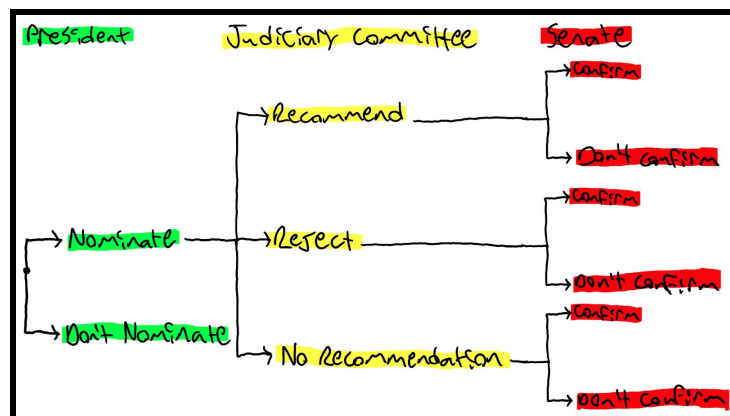 President Judiciary Committee Senate
Confirm
Recommend
Don't Confirm
Confirm
Nominate Reject
Don't Confirm
Confirm
Don't Nominate
No Recommendation
Don't Confirm